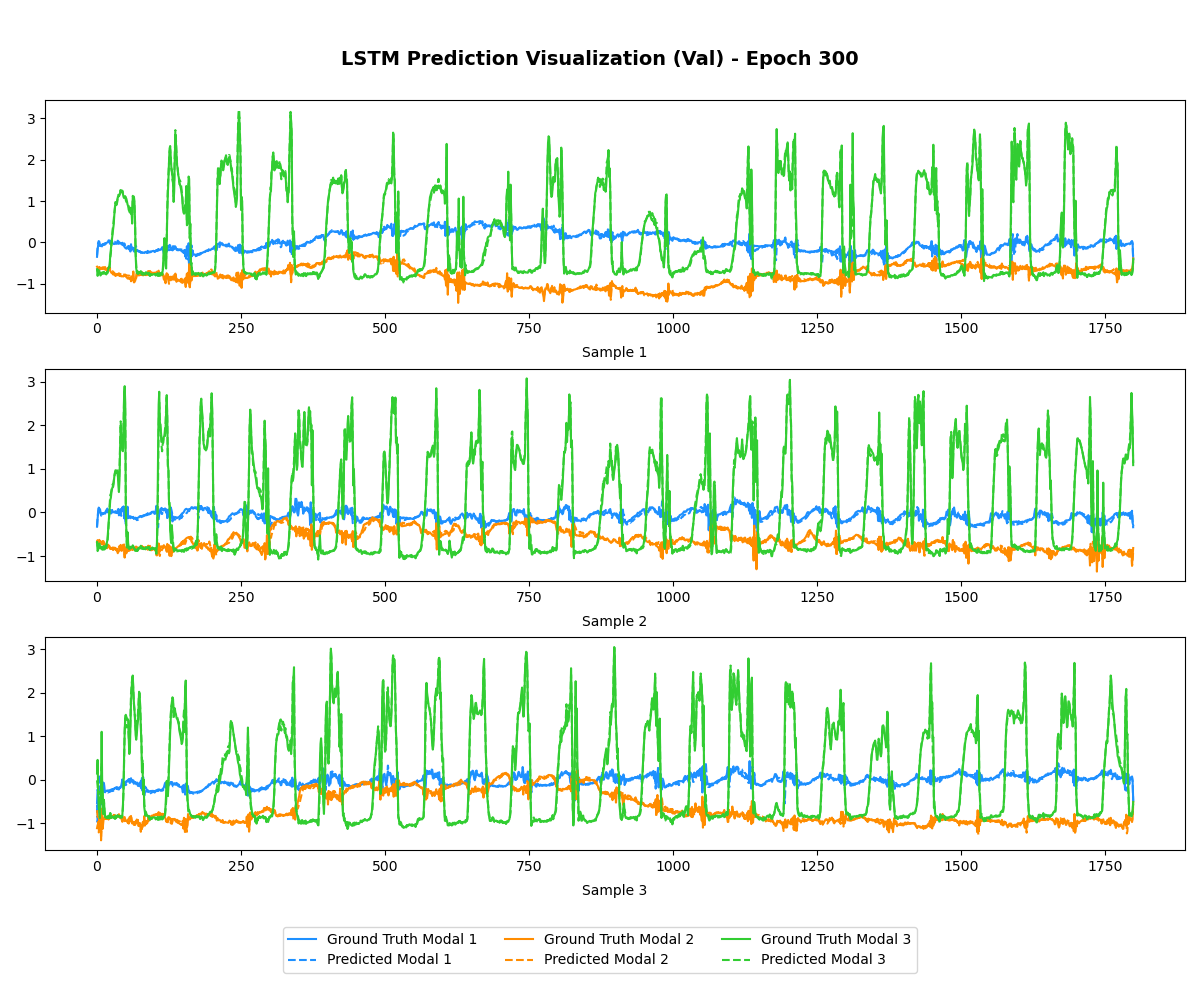 LSTM Prediction Visualization (Val) - Epoch 300
3
2
1
0
−1
0 250 500 750 1000 1250 1500 1750
Sample 1
3
2
1
0
−1
0 250 500 750 1000 1250 1500 1750
Sample 2
3
2
1
0
−1
0 250 500 750 1000 1250 1500 1750
Sample 3
Ground Truth Modal 1 Ground Truth Modal 2 Ground Truth Modal 3
Predicted Modal 1 Predicted Modal 2 Predicted Modal 3